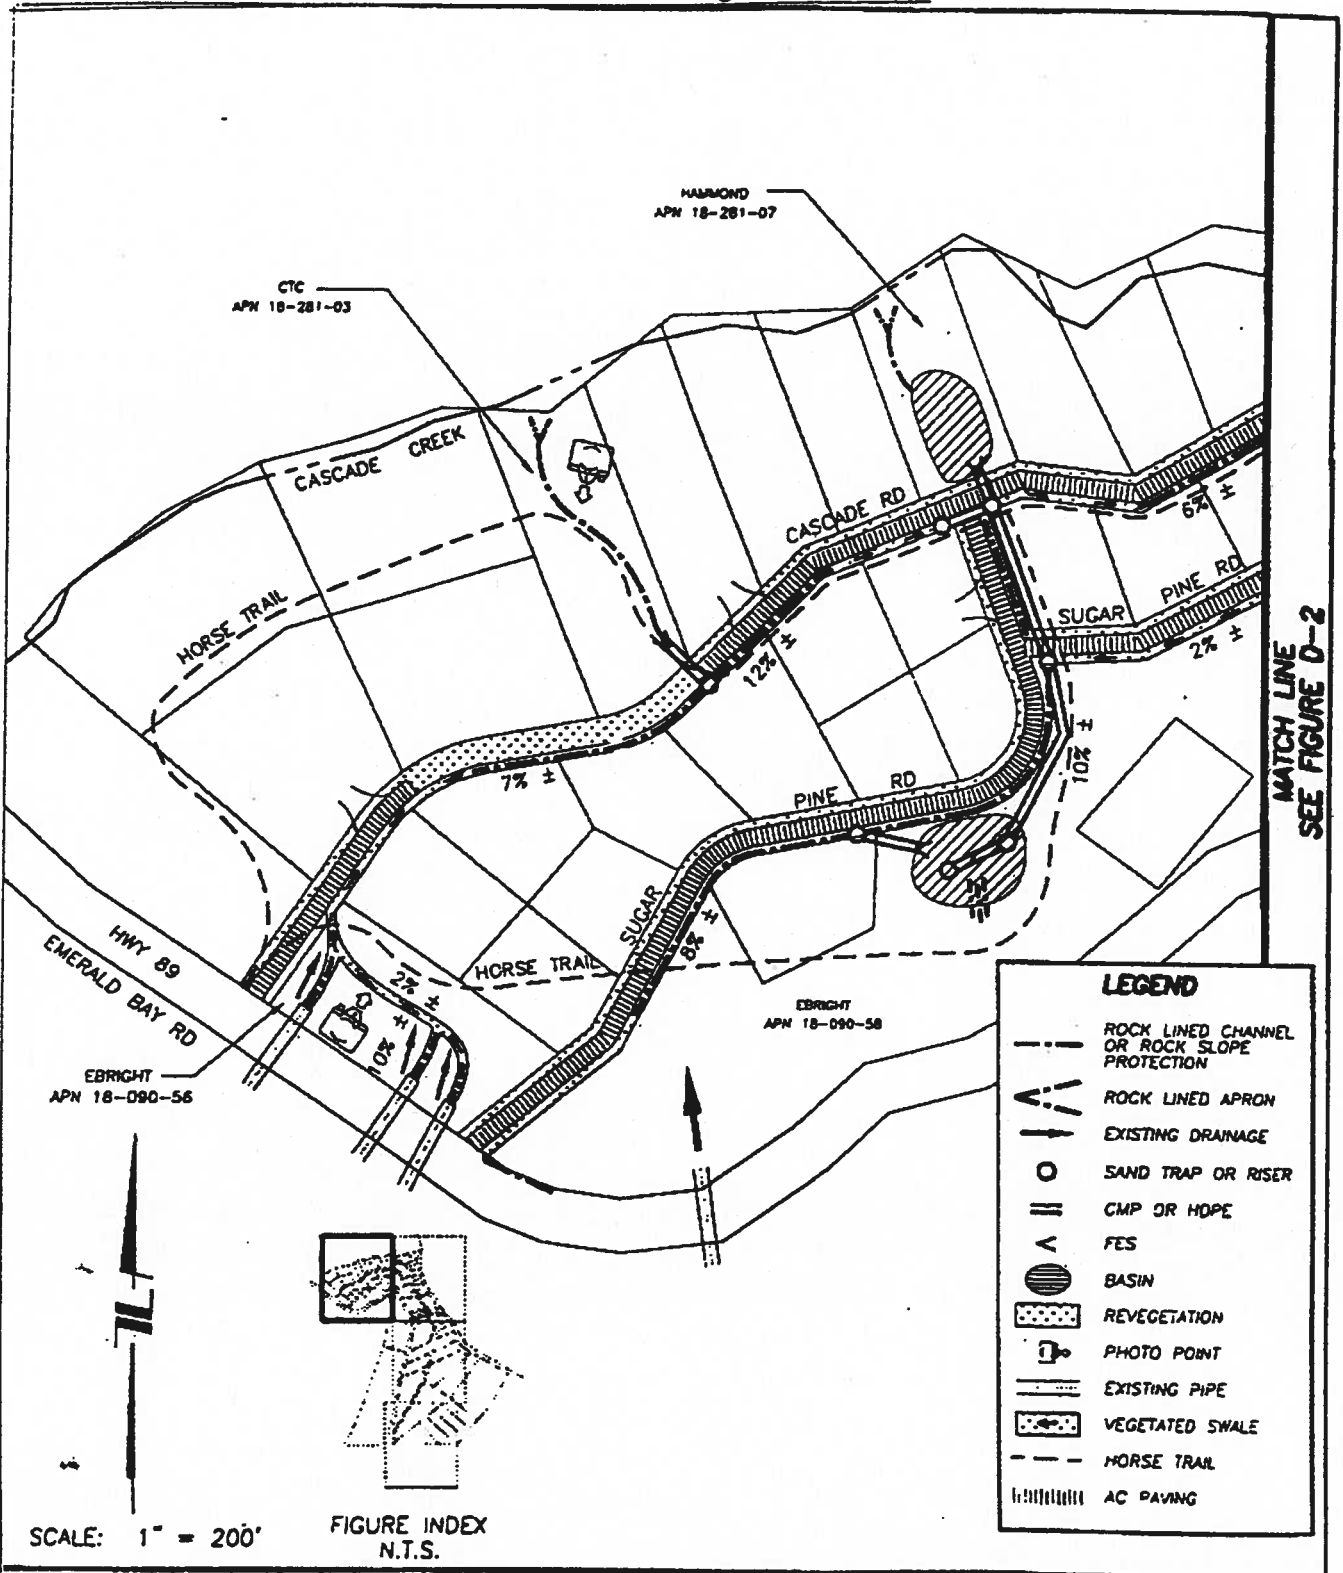 HAMMOND
APN 18-281-07
CTC
APN 18-281-03
CASCADE CREEK
HORSE TRAIL
CASCADE RD
6% ±
SUGAR PINE RD
2% ±
12% ±
7% ±
10% ±
PINE RD
SUGAR
8% ±
HORSE TRAIL
2% ±
10% ±
HWY 89
EMERALD BAY RD
EBRIGHT
APN 18-090-56
EBRIGHT
APN 18-090-58
MATCH LINE
SEE FIGURE D-2
LEGEND
ROCK LINED CHANNEL
OR ROCK SLOPE
PROTECTION
ROCK LINED APRON
EXISTING DRAINAGE
SAND TRAP OR RISER
CMP OR HDPE
FES
BASIN
REVEGETATION
PHOTO POINT
EXISTING PIPE
VEGETATED SWALE
HORSE TRAIL
AC PAVING
SCALE: 1" = 200'
FIGURE INDEX
N.T.S.